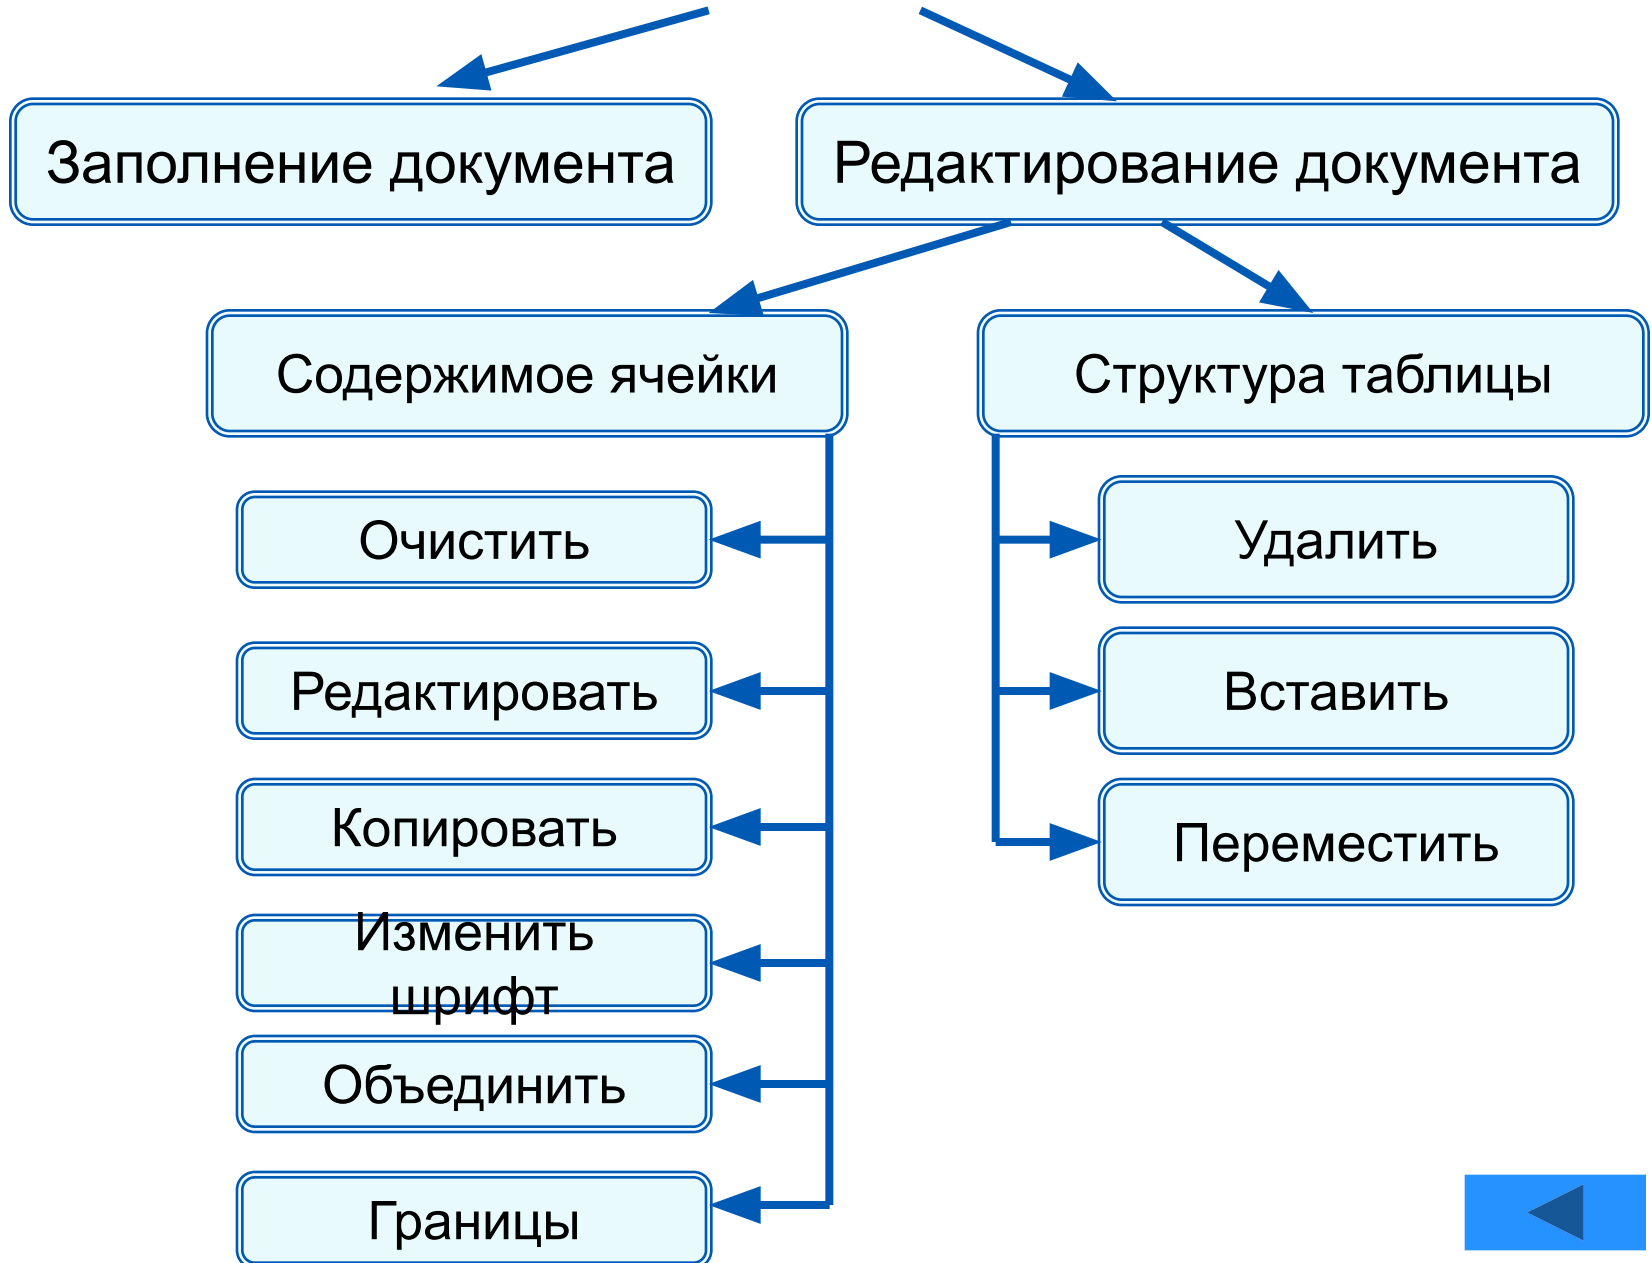 Заполнение документа
Редактирование документа
Содержимое ячейки
Структура таблицы
Очистить
Редактировать
Копировать
Изменить
шрифт
Объединить
Границы
Удалить
Вставить
Переместить